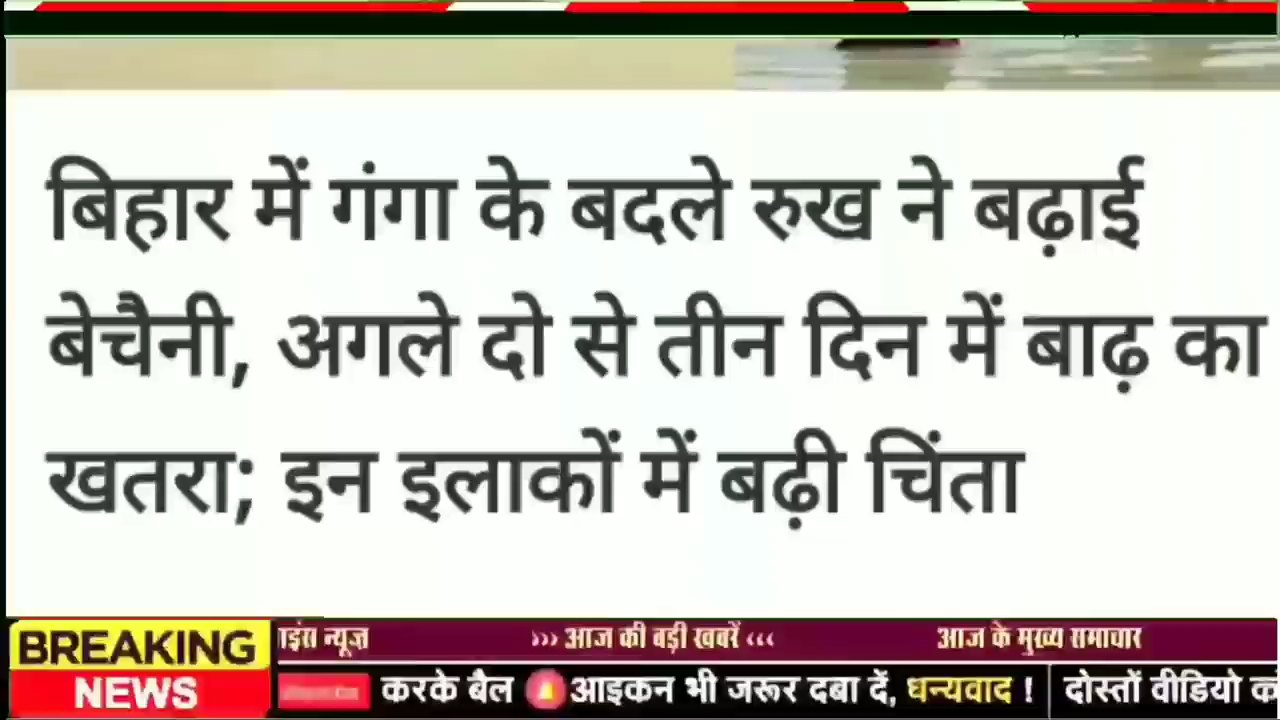 बिहार में गंगा के बदले रुख ने बढ़ाई
बेचैनी, अगले दो से तीन दिन में बाढ़ का
खतरा; इन इलाकों में बढ़ी चिंता
BREAKING
NEWS
न्यूज़ ››› आज की बड़ी खबरें ‹‹‹ आज के मुख्य समाचार
करके बैल आइकन भी जरूर दबा दें, धन्यवाद ! दोस्तों वीडियो